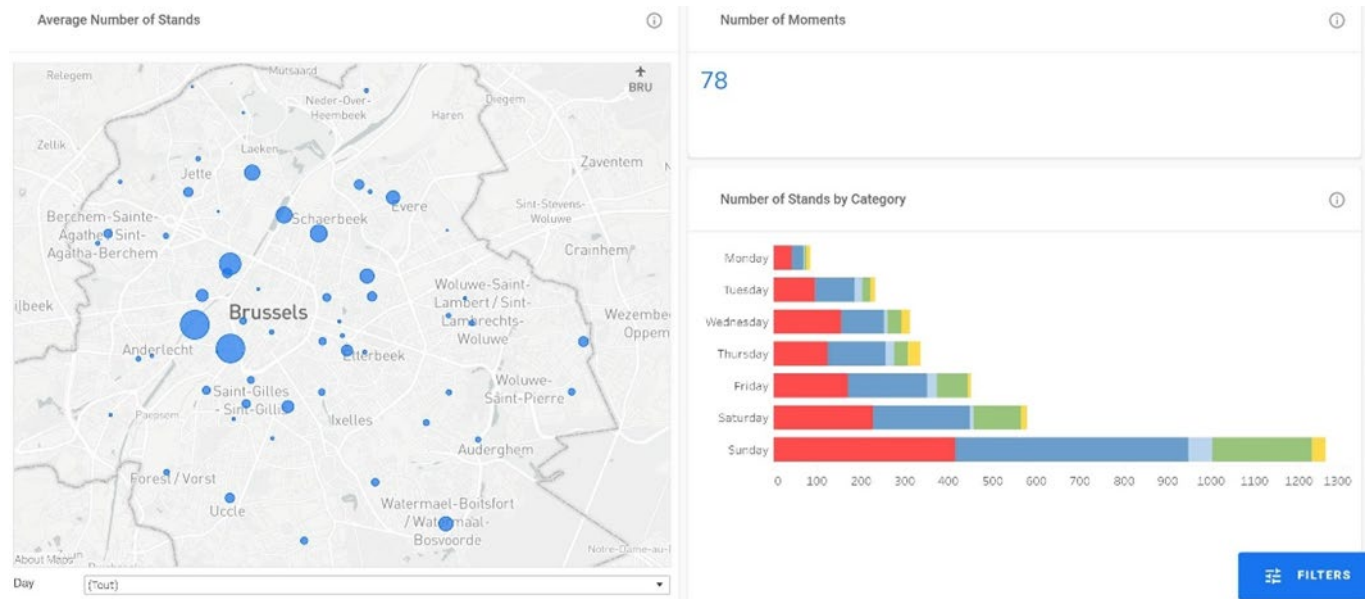 Average Number of Stands
Relegem
Mutsaard
BRU
Neder-Over-
Heembeek
Diegem
Haren
Zellik
Laeken
Zaventem
Jette
Sint-Stevens-
Woluwe
Berchem-Sainte-
Agathe/ Sint-
Agatha-Berchem
Schaerbeek
Evere
Crainhem
Woluwe-Saint-
Lambert / Sint-
Lambrechts-
Woluwe
Brussels
Wezembe
Oppem
Anderlecht
Etterbeek
Saint-Gilles
- Sint-Gillis
Woluwe-
Saint-Pierre
Ixelles
Auderghem
Forest / Vorst
Uccle
Watermael-Boitsfort
/ Watermaal-
Bosvoorde
About Maps
Notre-Dame-au-
Day
(Tout)
Number of Moments
78
Number of Stands by Category
Monday
Tuesday
Wednesday
Thursday
Friday
Saturday
Sunday
0 100 200 300 400 500 600 700 800 900 1000 1100 1200 1300
FILTERS